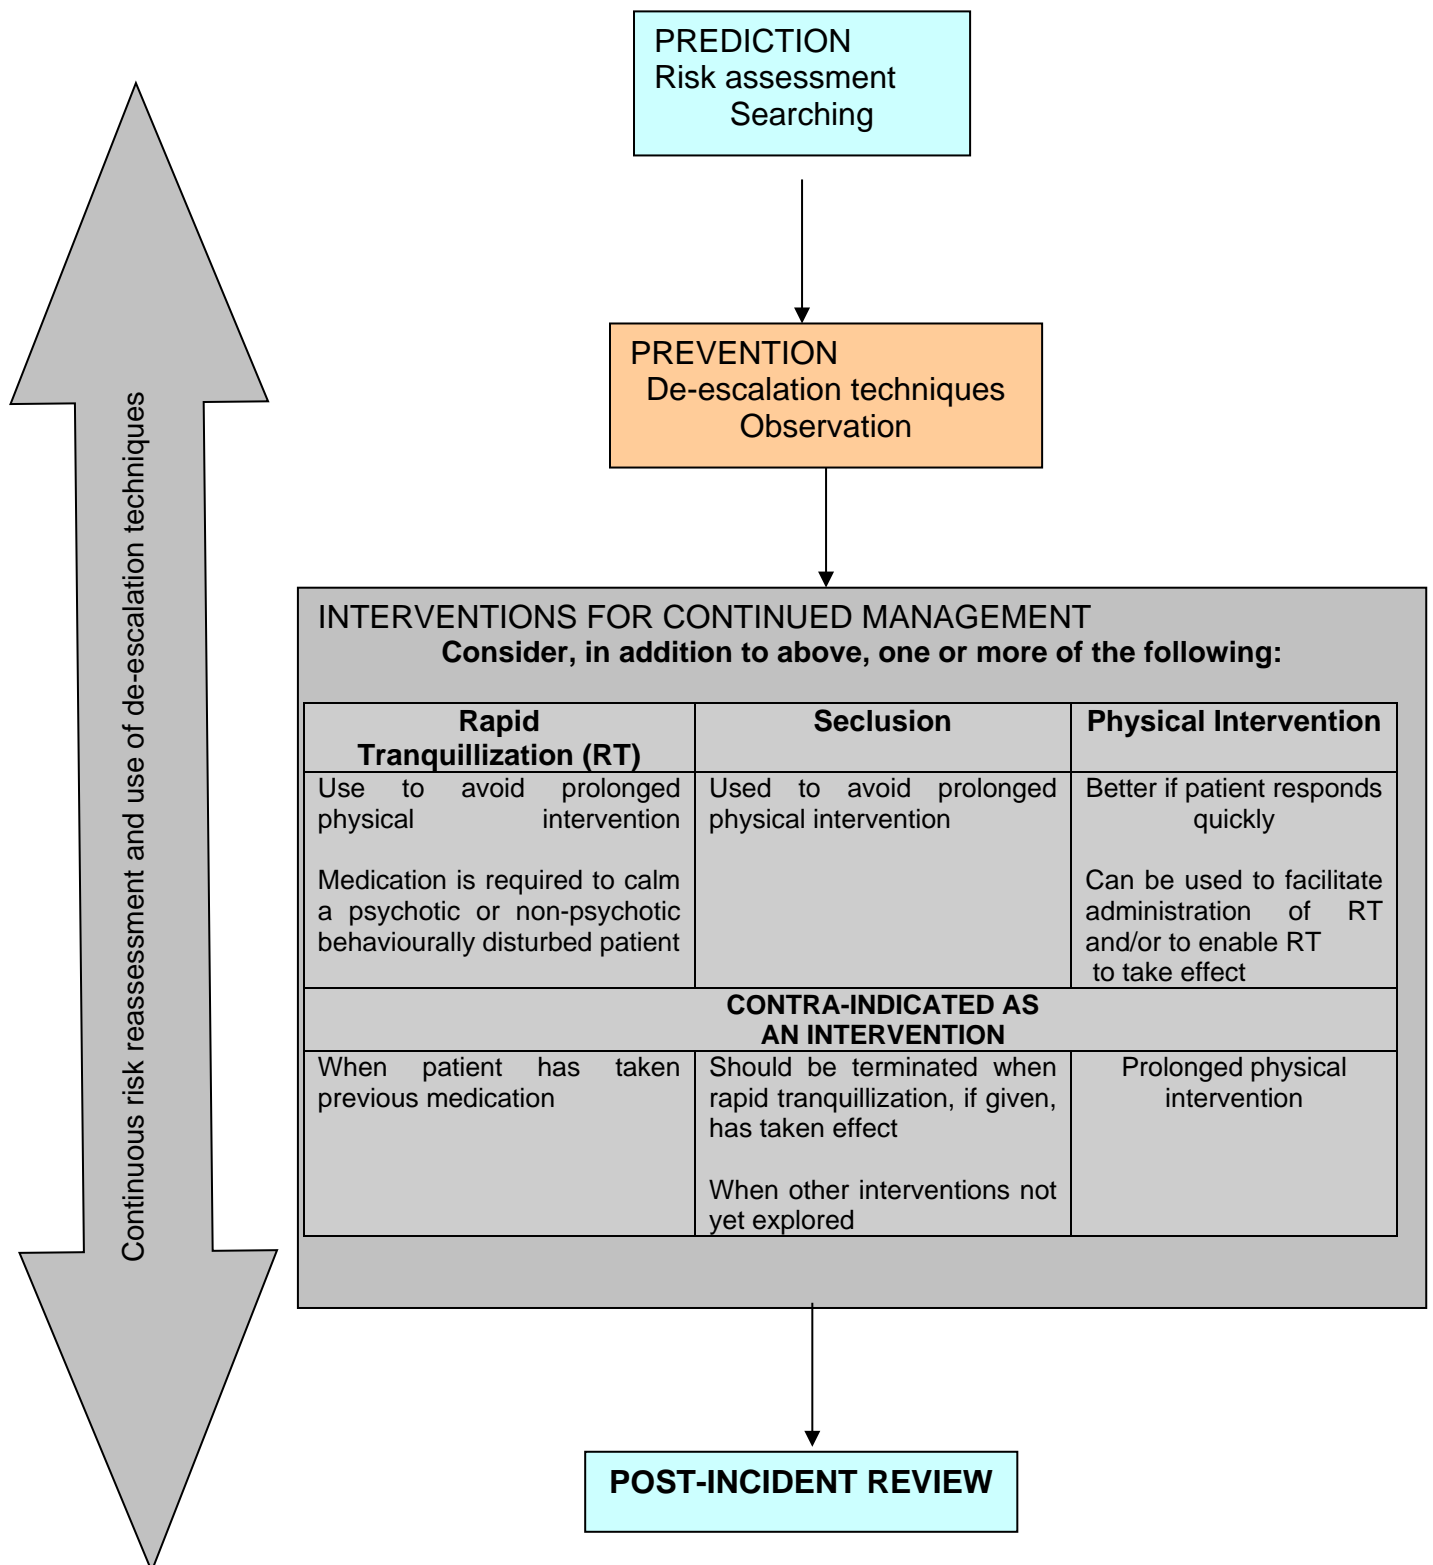 PREDICTION
Risk assessment
Searching
Continuous risk reassessment and use of de-escalation techniques
PREVENTION
De-escalation techniques
Observation
INTERVENTIONS FOR CONTINUED MANAGEMENT
Consider, in addition to above, one or more of the following:
Rapid
Tranquillization (RT)
Seclusion
Physical Intervention
Use to avoid prolonged
physical intervention
Medication is required to calm
a psychotic or non-psychotic
behaviourally disturbed patient
Used to avoid prolonged
physical intervention
Better if patient responds
quickly
Can be used to facilitate
administration of RT
and/or to enable RT
to take effect
CONTRA-INDICATED AS
AN INTERVENTION
When patient has taken
previous medication
Should be terminated when
rapid tranquillization, if given,
has taken effect
When other interventions not
yet explored
Prolonged physical
intervention
POST-INCIDENT REVIEW